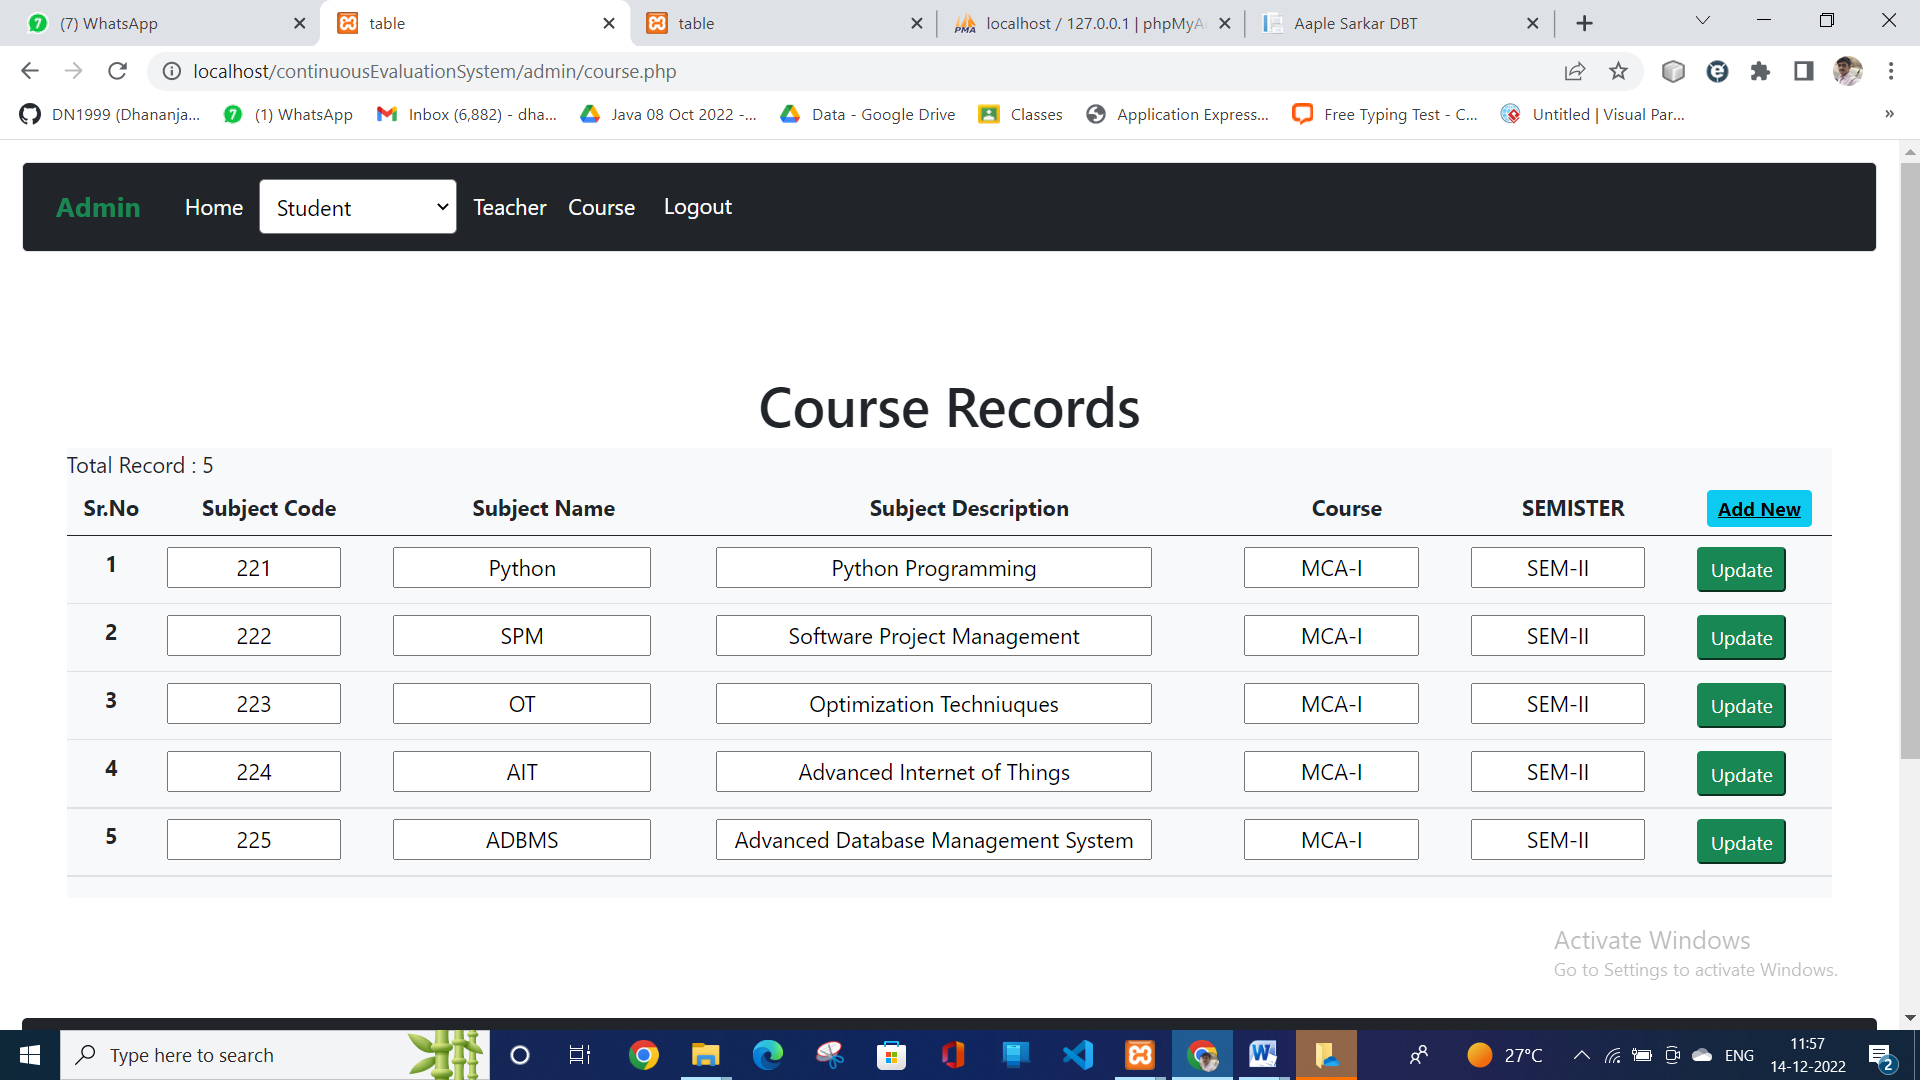 (7) WhatsApp
table
table
localhost / 127.0.0.1 | phpMyA
Aaple Sarkar DBT
localhost/continuousEvaluationSystem/admin/course.php
DN1999 (Dhananja...
(1) WhatsApp
Inbox (6,882) - dha...
Java 08 Oct 2022 -...
Data - Google Drive
Classes
Application Express...
Free Typing Test - C...
Untitled | Visual Par...
»
Admin Home Student Teacher Course Logout
Course Records
Total Record : 5
Sr.No Subject Code Subject Name Subject Description Course SEMISTER Add New
1 221 Python Python Programming MCA-I SEM-II Update
2 222 SPM Software Project Management MCA-I SEM-II Update
3 223 OT Optimization Techniuques MCA-I SEM-II Update
4 224 AIT Advanced Internet of Things MCA-I SEM-II Update
5 225 ADBMS Advanced Database Management System MCA-I SEM-II Update
Activate Windows
Go to Settings to activate Windows.
Type here to search
27°C
ENG
11:57
14-12-2022
2